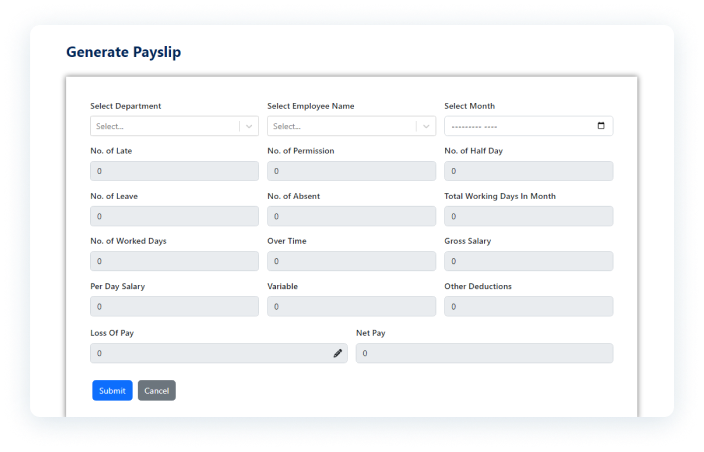 Generate Payslip
Select Department Select Employee Name Select Month
Select... Select... --------- ----
No. of Late No. of Permission No. of Half Day
0 0 0
No. of Leave No. of Absent Total Working Days In Month
0 0 0
No. of Worked Days Over Time Gross Salary
0 0 0
Per Day Salary Variable Other Deductions
0 0 0
Loss Of Pay Net Pay
0 0
Submit Cancel